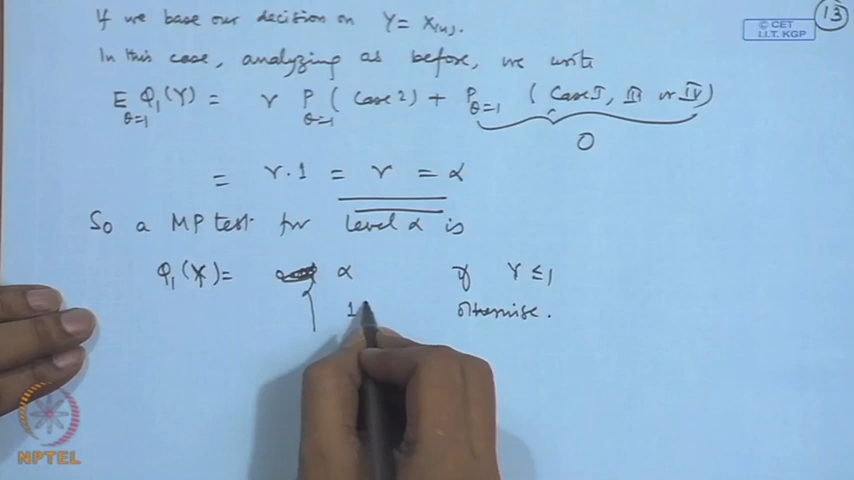 13
© CET
I.I.T. KGP
If we base our decision on Y = X(n).
In this case, analyzing as before, we write
E θ=1 φ1(Y) = γ P θ=1 (Case 2) + P θ=1 (Case I, III or IV)
0
= γ.1 = γ = α
So a MP test for level α is
φ1(Y) = { α if Y ≤ 1
1 otherwise.
NPTEL